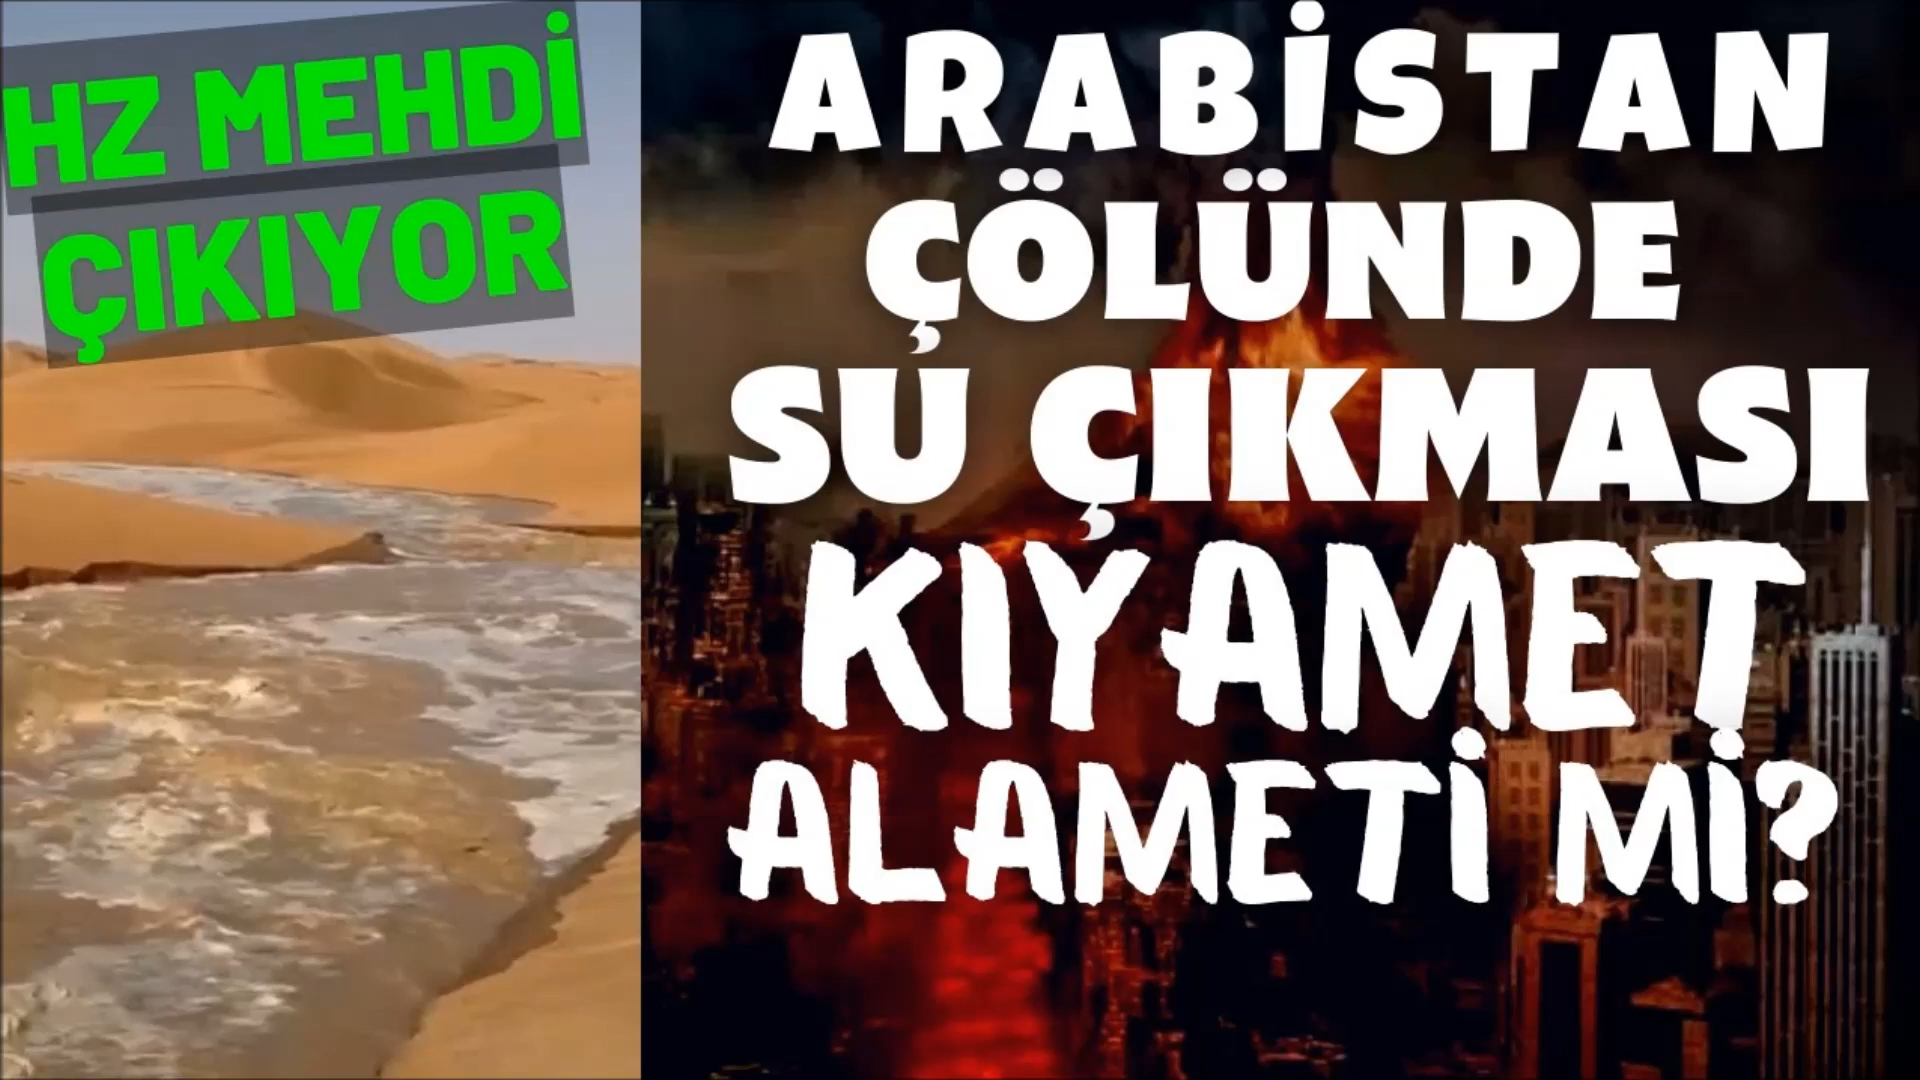 HZ MEHDİ
ÇIKIYOR
ARABİSTAN
ÇÖLÜNDE
SU ÇIKMASI
KIYAMET
ALAMETİ Mİ?